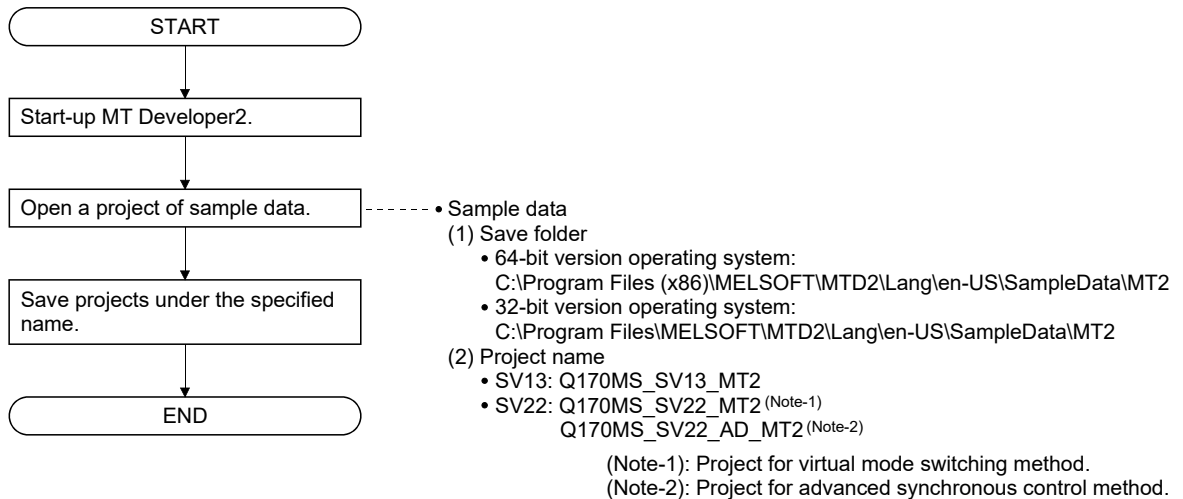 START
Start-up MT Developer2.
Open a project of sample data.
Save projects under the specified
name.
END
• Sample data
(1) Save folder
• 64-bit version operating system:
C:\Program Files (x86)\MELSOFT\MTD2\Lang\en-US\SampleData\MT2
• 32-bit version operating system:
C:\Program Files\MELSOFT\MTD2\Lang\en-US\SampleData\MT2
(2) Project name
• SV13: Q170MS_SV13_MT2
• SV22: Q170MS_SV22_MT2 (Note-1)
Q170MS_SV22_AD_MT2 (Note-2)
(Note-1): Project for virtual mode switching method.
(Note-2): Project for advanced synchronous control method.